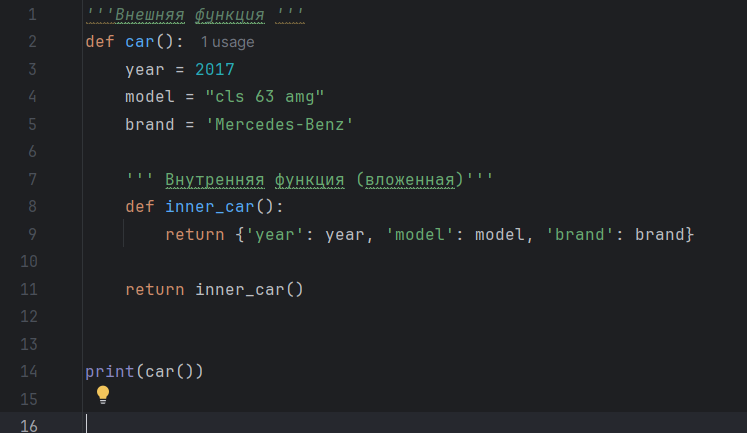 1 '''Внешняя функция '''
2 def car(): 1 usage
3     year = 2017
4     model = "cls 63 amg"
5     brand = 'Mercedes-Benz'
6
7     ''' Внутренняя функция (вложенная)'''
8     def inner_car():
9         return {'year': year, 'model': model, 'brand': brand}
10
11     return inner_car()
12
13
14 print(car())
15
16